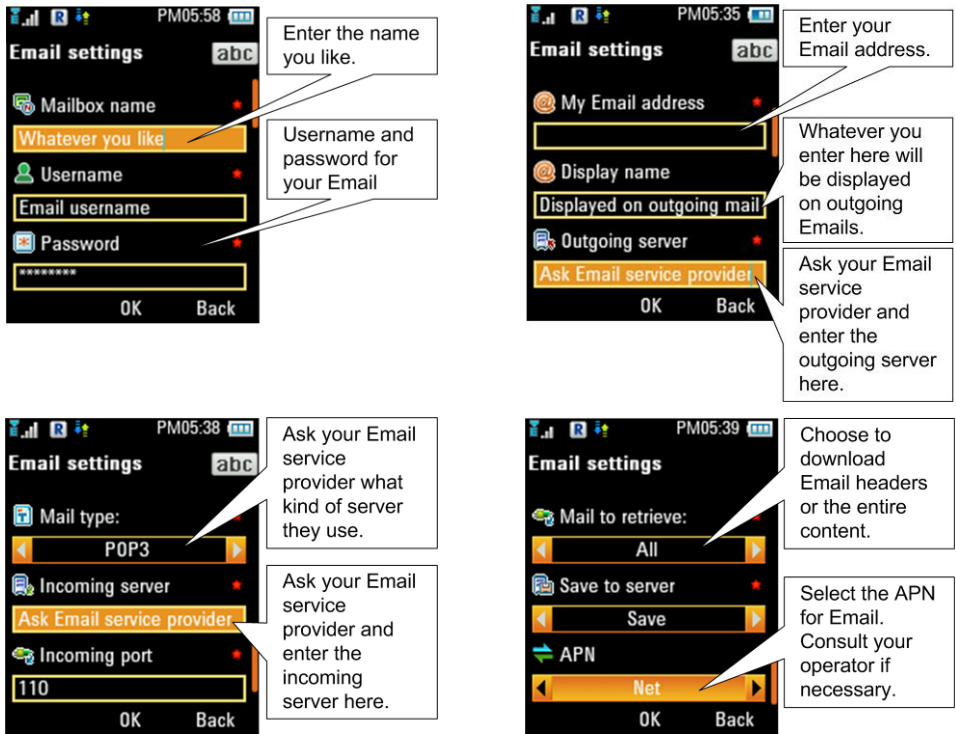 R PM05:58
Email settings abc
Mailbox name *
Whatever you like
Username *
Email username
Password *
********
OK Back
Enter the name
you like.
Username and
password for
your Email
R PM05:35
Email settings abc
My Email address *
Display name
Displayed on outgoing mail
Outgoing server *
Ask Email service provider
OK Back
Enter your
Email address.
Whatever you
enter here will
be displayed
on outgoing
Emails.
Ask your Email
service
provider and
enter the
outgoing server
here.
R PM05:38
Email settings abc
Mail type: *
POP3
Incoming server *
Ask Email service provider
Incoming port *
110
OK Back
Ask your Email
service
provider what
kind of server
they use.
Ask your Email
service
provider and
enter the
incoming
server here.
R PM05:39
Email settings
Mail to retrieve: *
All
Save to server *
Save
APN
Net
OK Back
Choose to
download
Email headers
or the entire
content.
Select the APN
for Email.
Consult your
operator if
necessary.